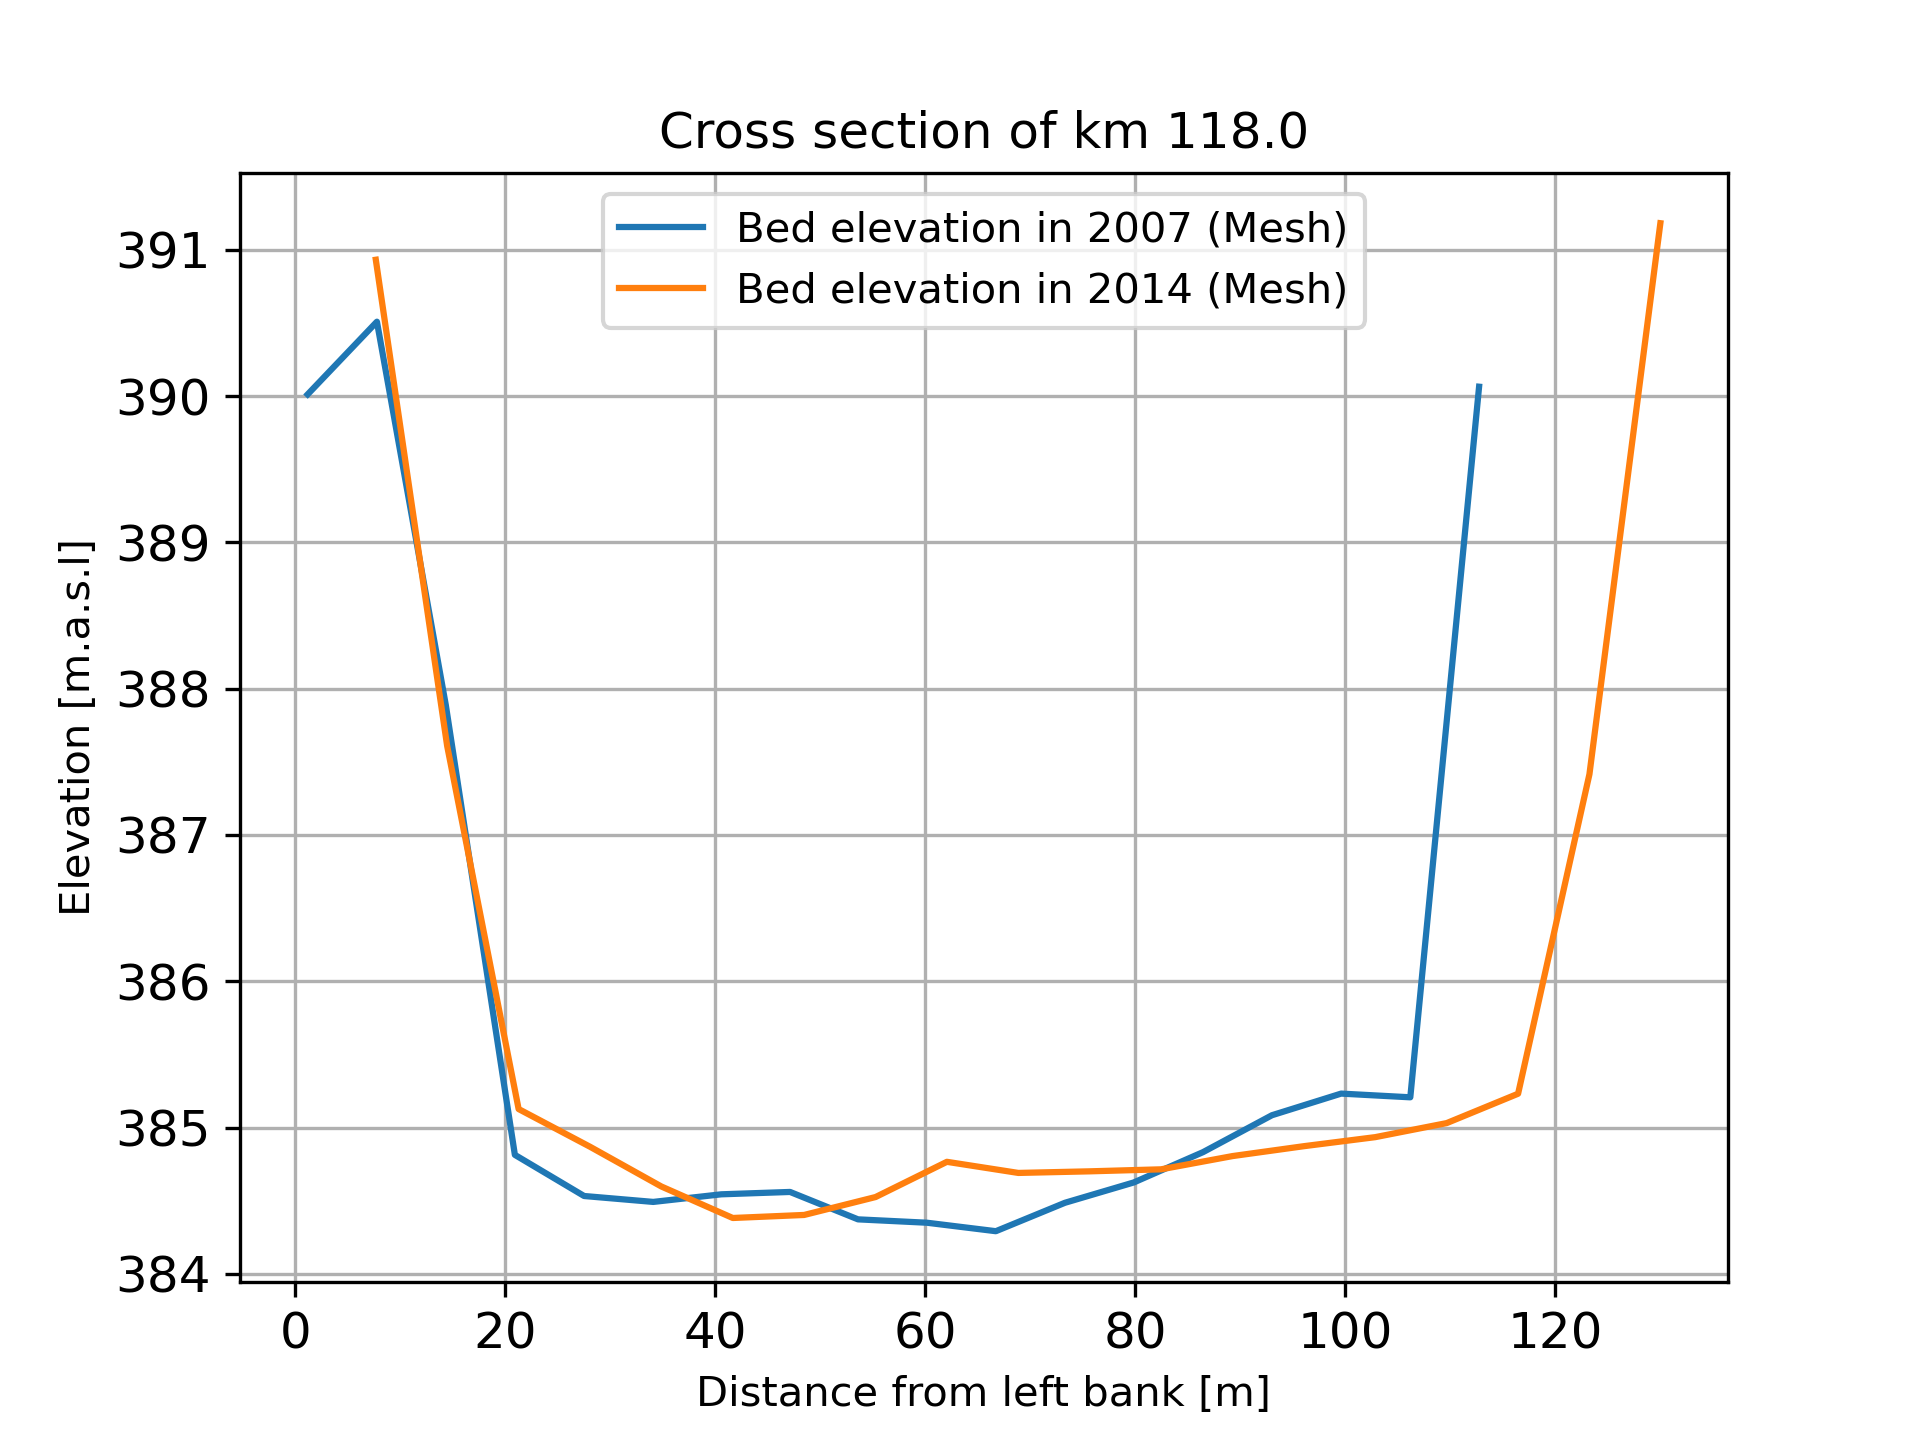 Cross section of km 118.0
Bed elevation in 2007 (Mesh)
Bed elevation in 2014 (Mesh)
391
390
389
388
387
386
385
384
Elevation [m.a.s.l]
0 20 40 60 80 100 120
Distance from left bank [m]